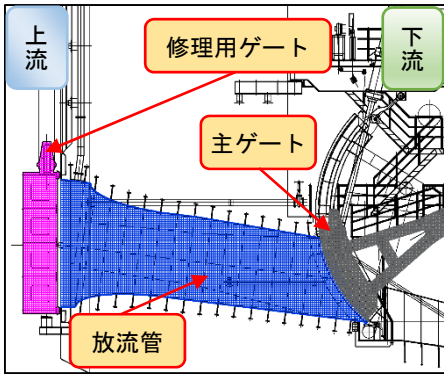 上流
修理用ゲート
下流
主ゲート
放流管